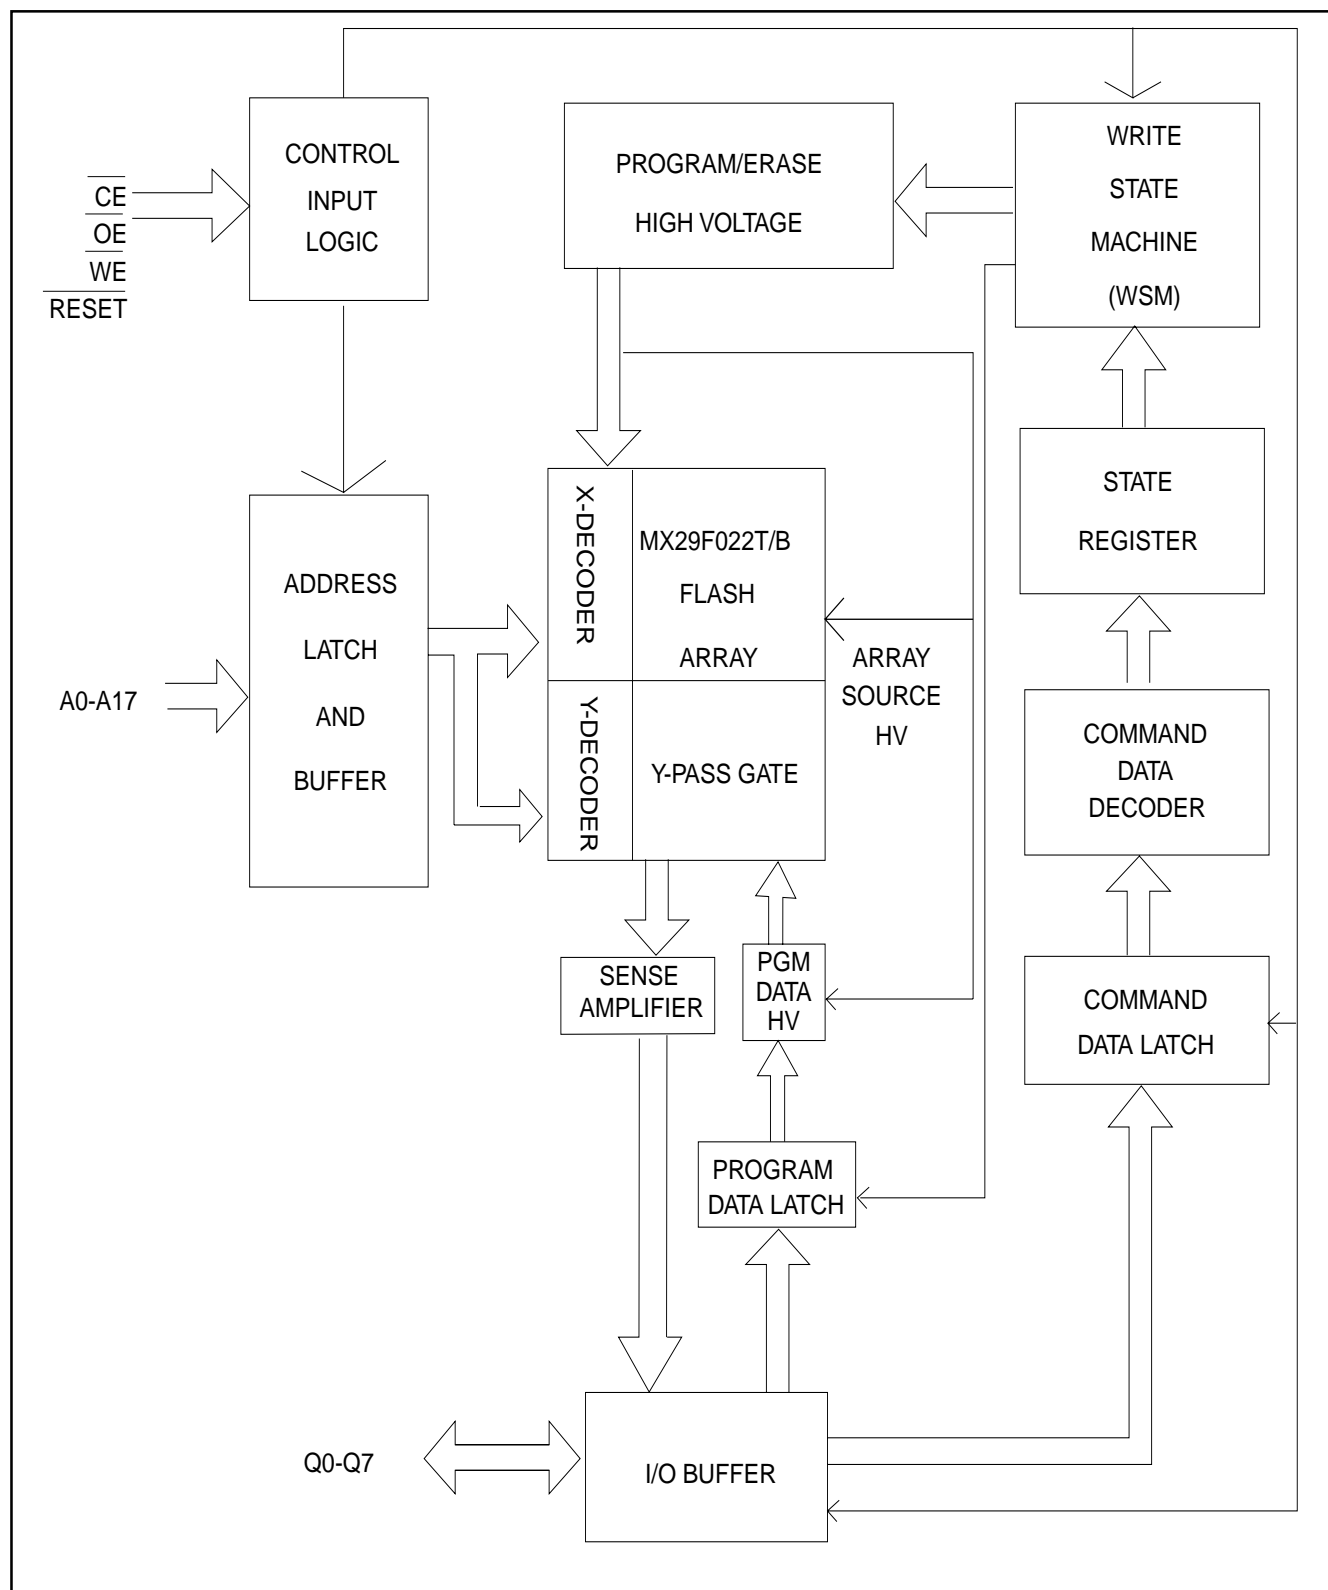 CONTROL
INPUT
LOGIC
CE
OE
WE
RESET
PROGRAM/ERASE
HIGH VOLTAGE
WRITE
STATE
MACHINE
(WSM)
STATE
REGISTER
X-DECODER
MX29F022T/B
FLASH
ARRAY
ADDRESS
LATCH
AND
BUFFER
A0-A17
ARRAY
SOURCE
HV
Y-DECODER
Y-PASS GATE
COMMAND
DATA
DECODER
SENSE
AMPLIFIER
PGM
DATA
HV
COMMAND
DATA LATCH
PROGRAM
DATA LATCH
Q0-Q7
I/O BUFFER